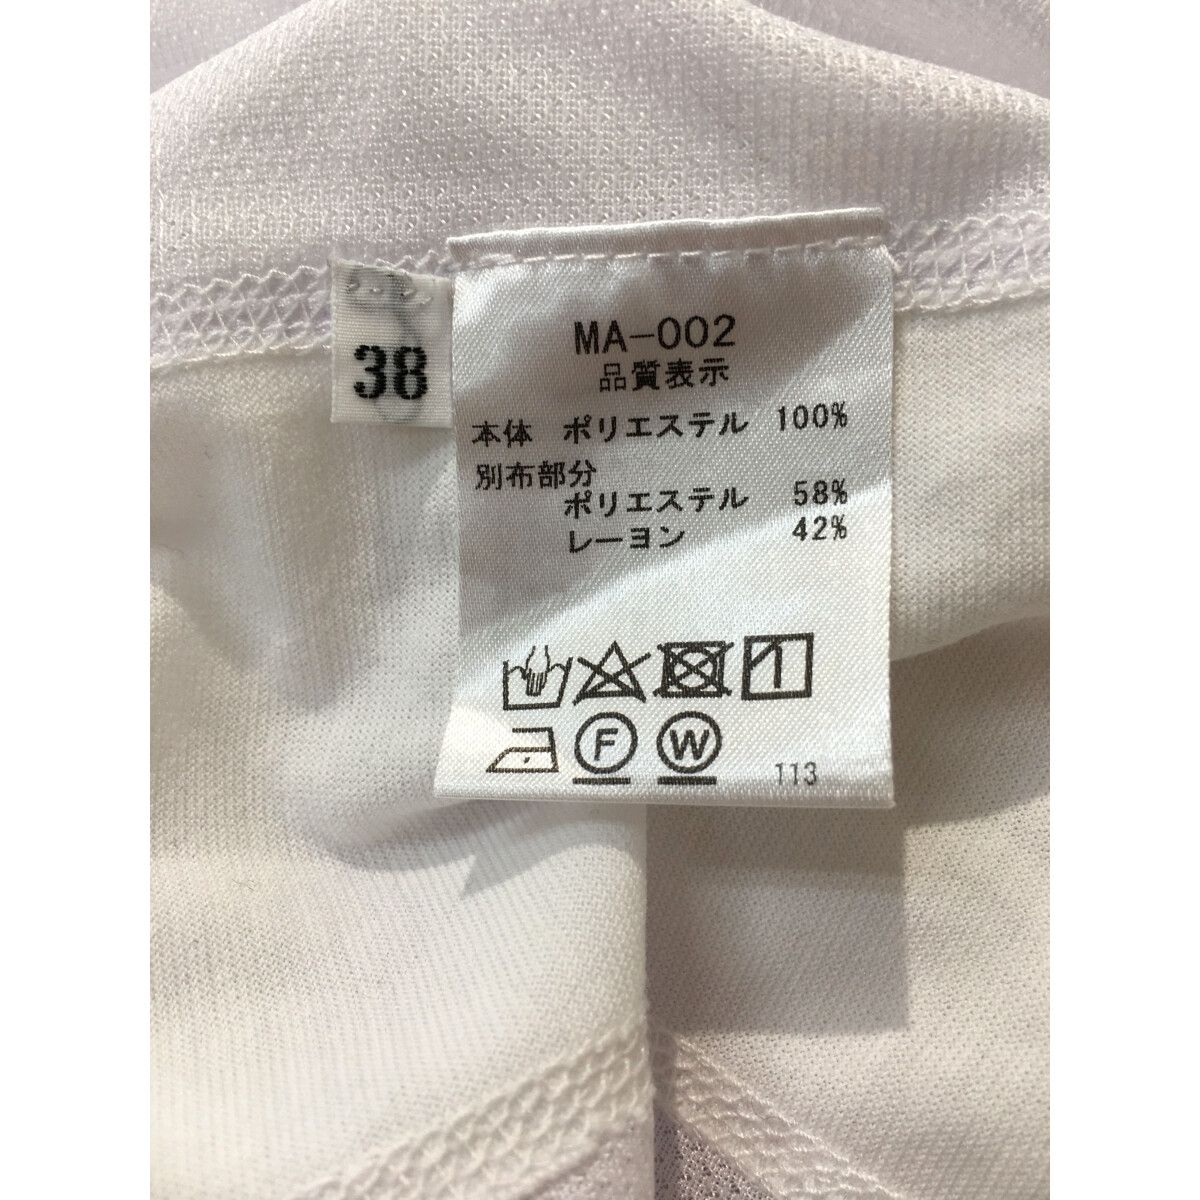 38
MA-002
品質表示
本体 ポリエステル 100%
別布部分
ポリエステル 58%
レーヨン 42%
F W
113